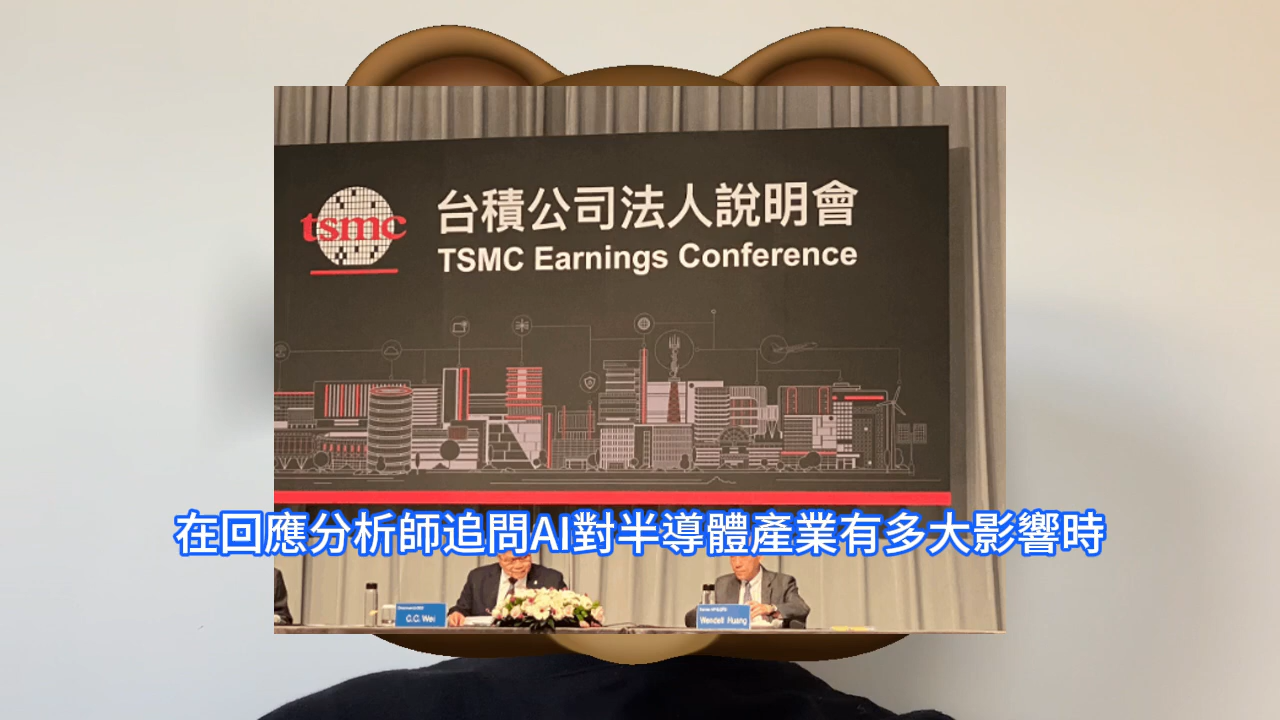 tsmc
台積公司法人說明會
TSMC Earnings Conference
在回應分析師追問AI對半導體產業有多大影響時
C.C. Wei
Wendell Huang